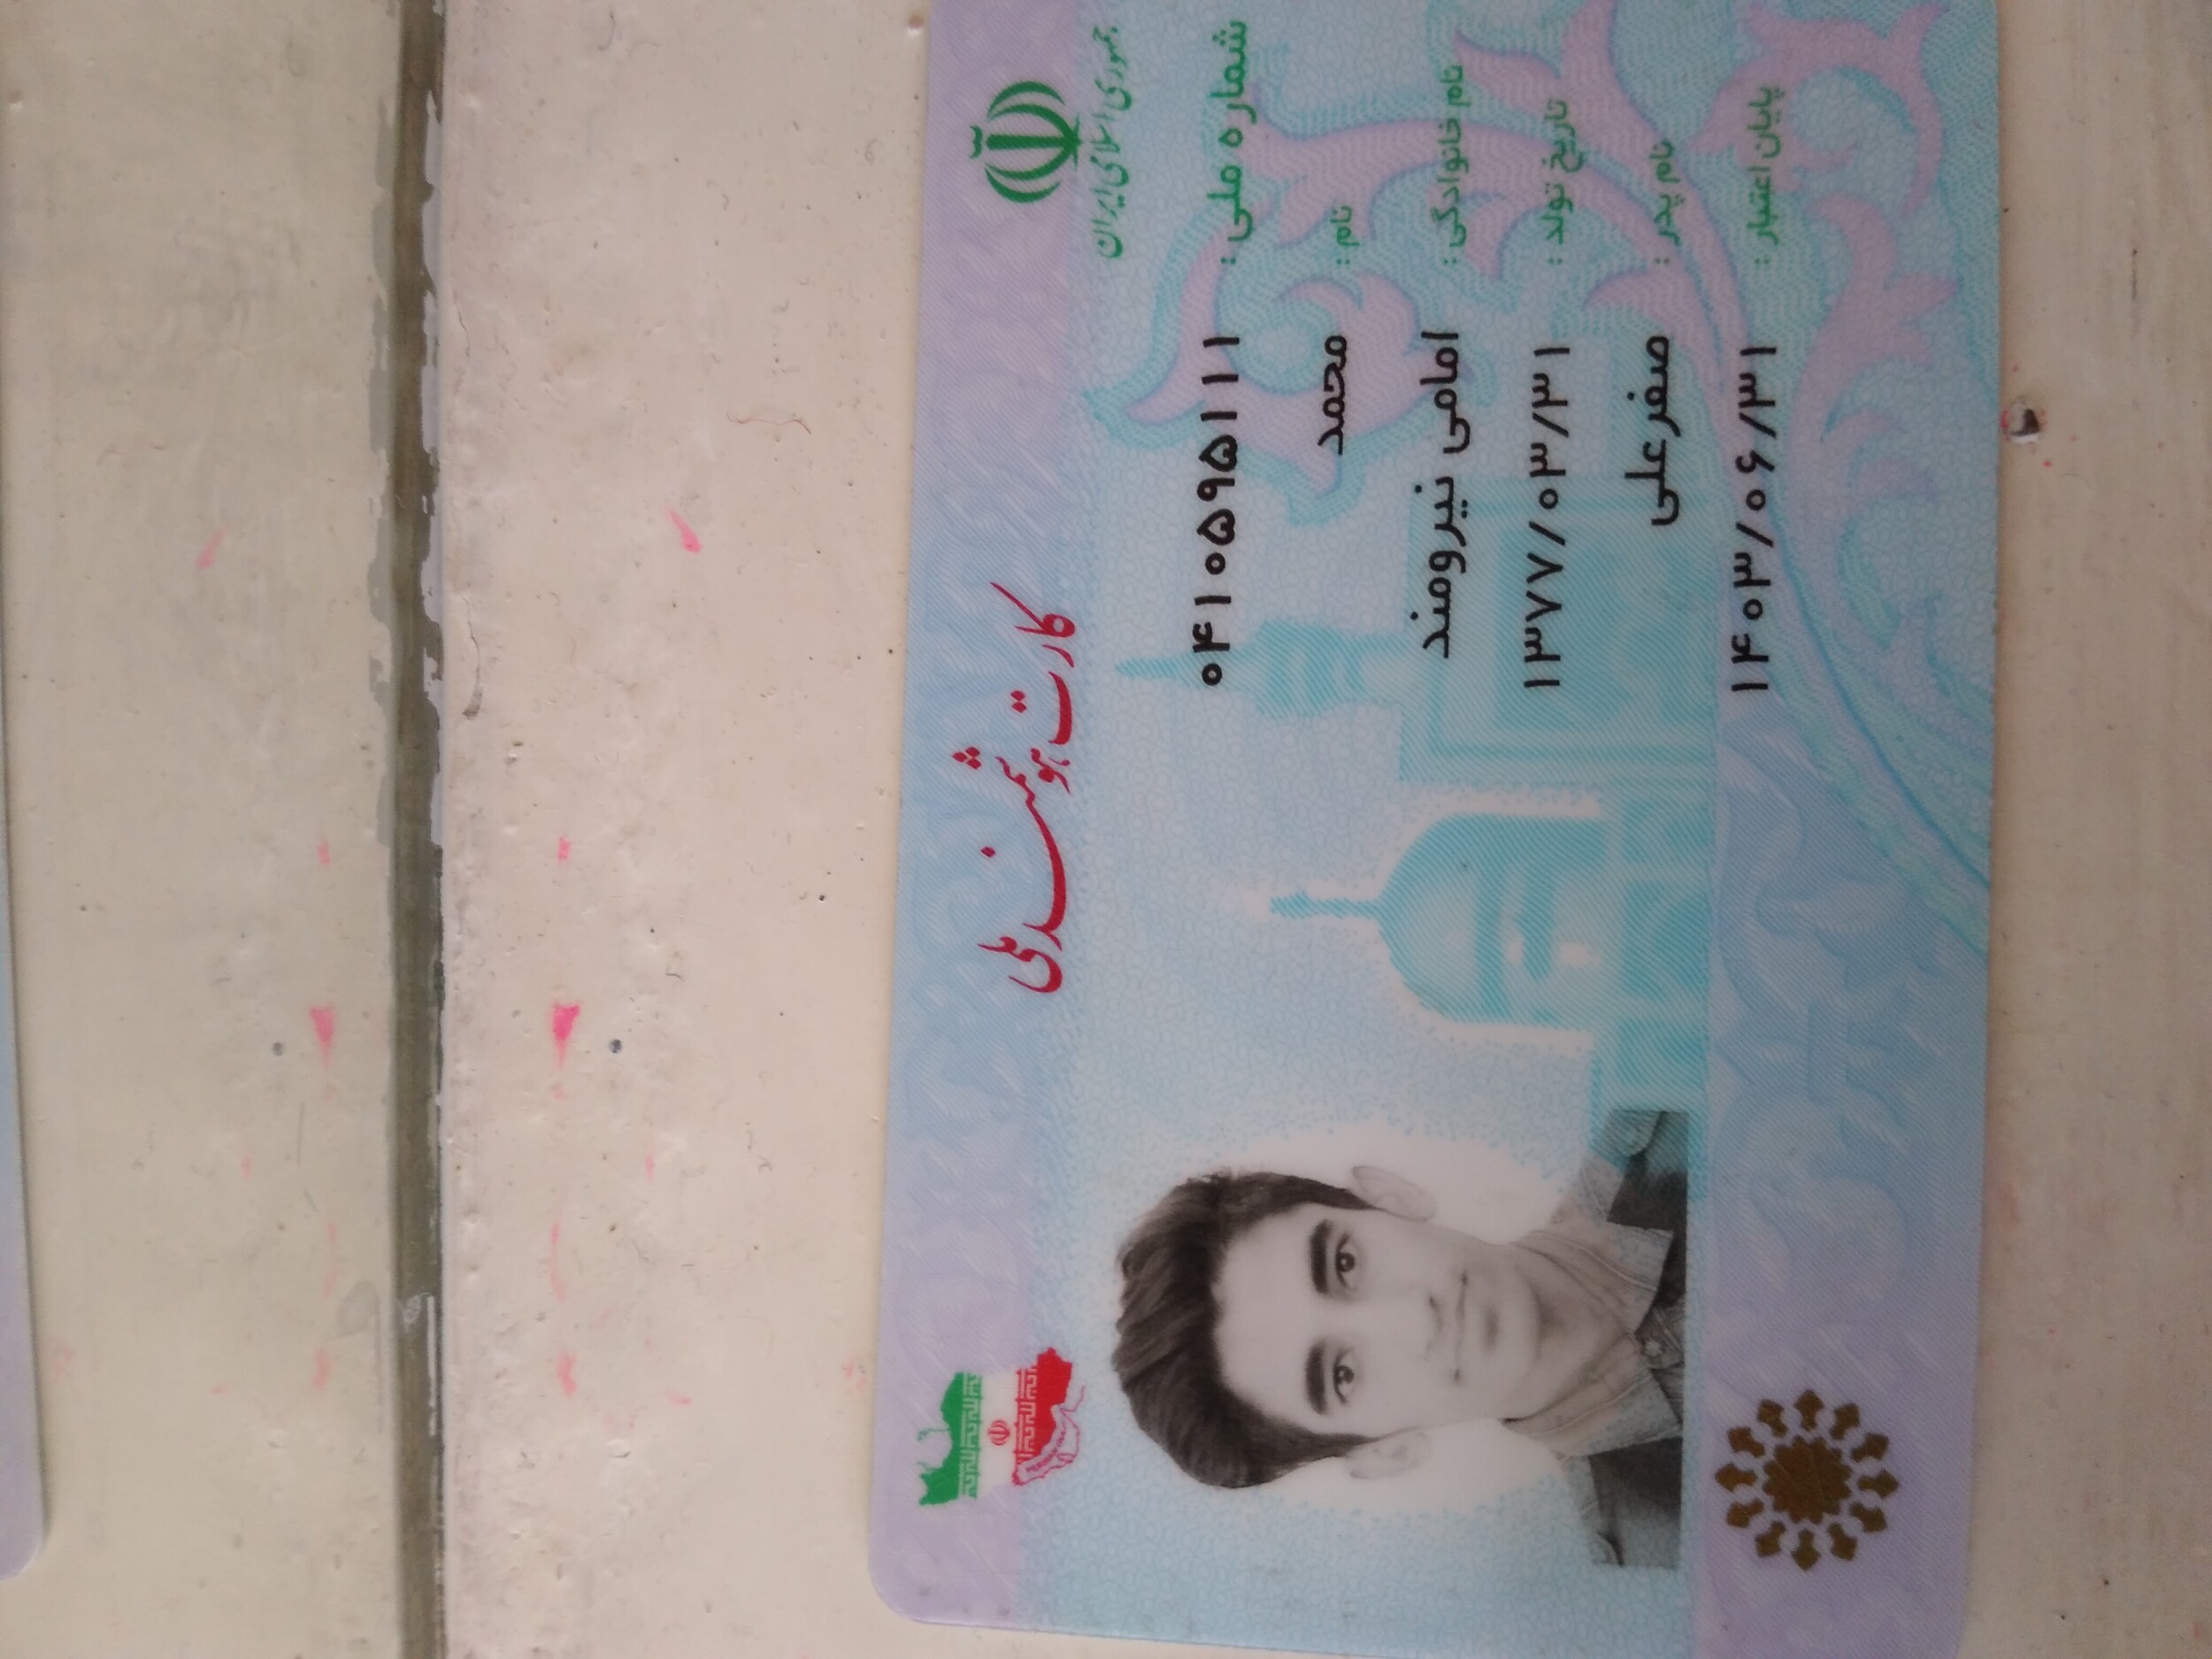 جمهوری اسلامی ایران
کارت هوشمند ملی
شماره ملی : ۰۴۱۰۵۹۵۱۱۱
نام : محمد
نام خانوادگی : امامی نیرومند
تاریخ تولد : ۱۳۷۷/۰۳/۳۱
نام پدر : صفرعلی
پایان اعتبار : ۱۴۰۳/۰۶/۳۱